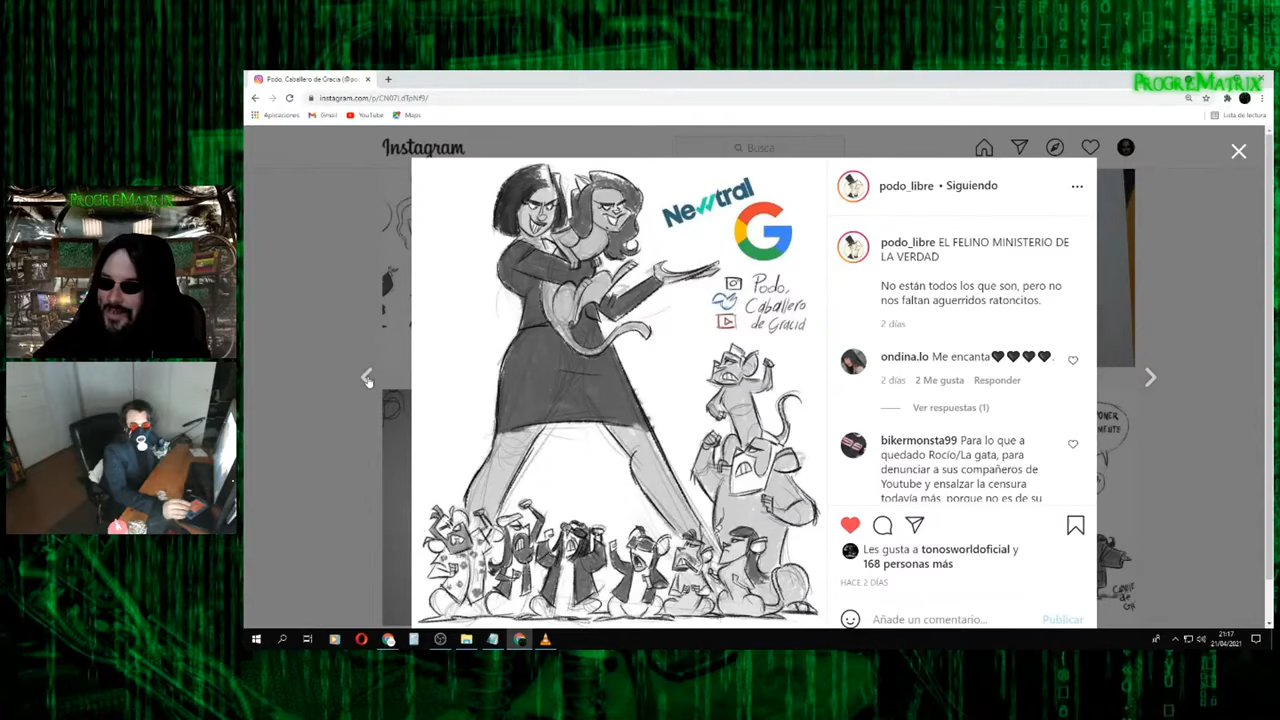 PROGREMATRIX
Podo, Caballero de Gracia (@po
instagram.com/p/CN07LdTpNf9/
Aplicaciones
Gmail
YouTube
Maps
Lista de lectura
Instagram
Busca
PROGREMATRIX
Newtral
G
Podo,
Caballero
de Gracia
podo_libre • Siguiendo
podo_libre EL FELINO MINISTERIO DE
LA VERDAD
No están todos los que son, pero no
nos faltan aguerridos ratoncitos.
2 días
ondina.lo Me encanta🖤🖤🖤🖤.
2 días 2 Me gusta Responder
Ver respuestas (1)
bikermonsta99 Para lo que a
quedado Rocío/La gata, para
denunciar a sus compañeros de
Youtube y ensalzar la censura
todavía más, porque no es de su
Les gusta a tonosworldoficial y
168 personas más
HACE 2 DÍAS
Añade un comentario...
Publicar
21:17
21/04/2021